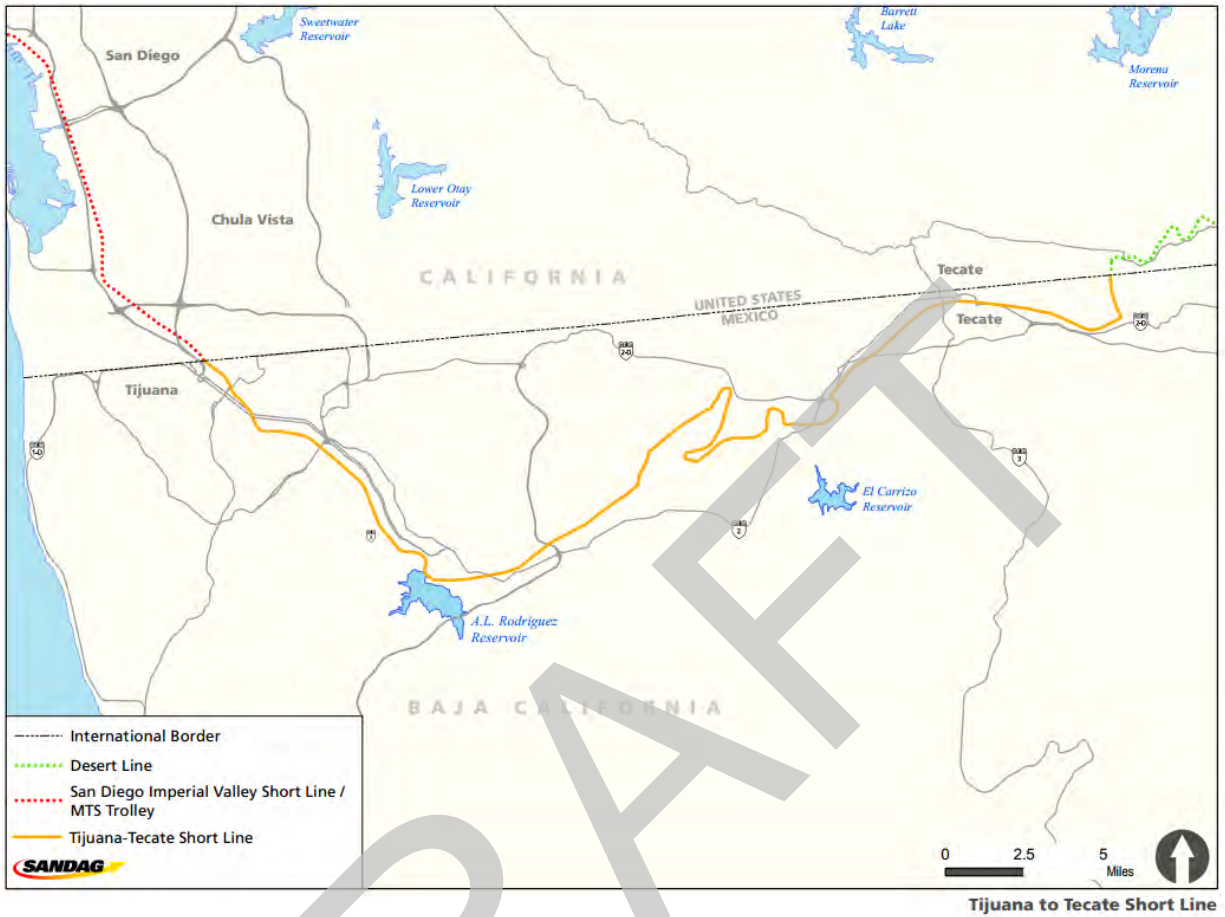 Sweetwater
Reservoir
Barrett
Lake
San Diego
Morena
Reservoir
Lower Otay
Reservoir
Chula Vista
CALIFORNIA
Tecate
UNITED STATES
MEXICO
Tecate
2-D
2-D
Tijuana
1-D
3
El Carrizo
Reservoir
2
1
A.L. Rodriguez
Reservoir
BAJA CALIFORNIA
DRAFT
International Border
Desert Line
San Diego Imperial Valley Short Line /
MTS Trolley
Tijuana-Tecate Short Line
SANDAG
0 2.5 5
Miles
Tijuana to Tecate Short Line